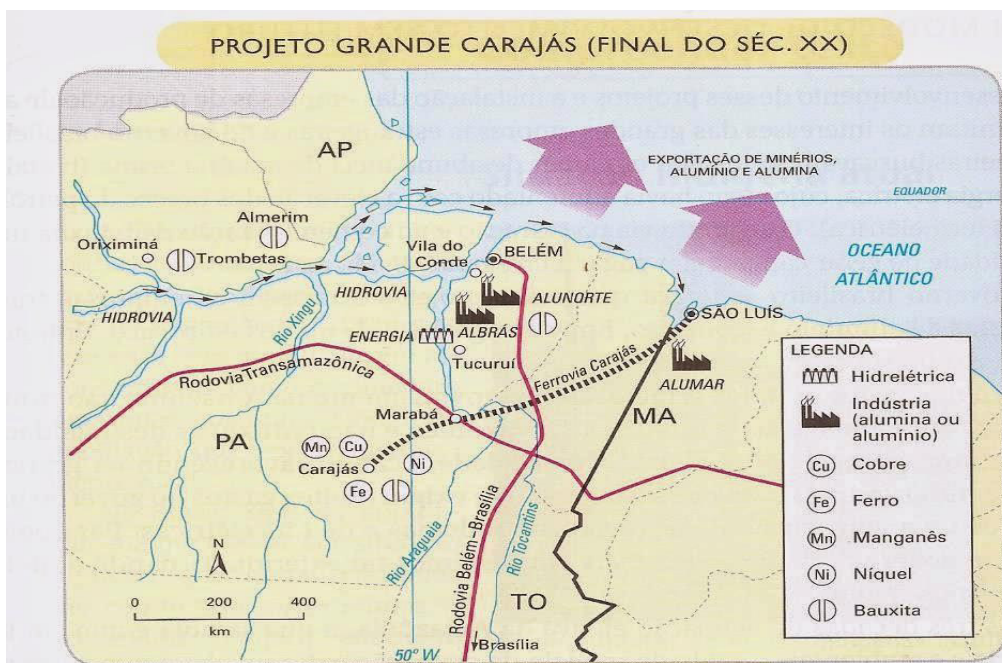 PROJETO GRANDE CARAJÁS (FINAL DO SÉC. XX)
AP
EXPORTAÇÃO DE MINÉRIOS,
ALUMÍNIO E ALUMINA
EQUADOR
OCEANO
ATLÂNTICO
Almerim
Oriximiná
Trombetas
Vila do
Conde
BELÉM
HIDROVIA
Rio Xingu
HIDROVIA
ALUNORTE
ENERGIA
ALBRÁS
Tucuruí
SÃO LUÍS
ALUMAR
Rodovia Transamazônica
Ferrovia Carajás
Marabá
MA
PA
Mn
Cu
Carajás
Ni
Fe
Rio Araguaia
Rodovia Belém-Brasília
Rio Tocantins
TO
N
0 200 400
km
50° W
Brasília
LEGENDA
Hidrelétrica
Indústria
(alumina ou
alumínio)
Cu Cobre
Fe Ferro
Mn Manganês
Ni Níquel
Bauxita